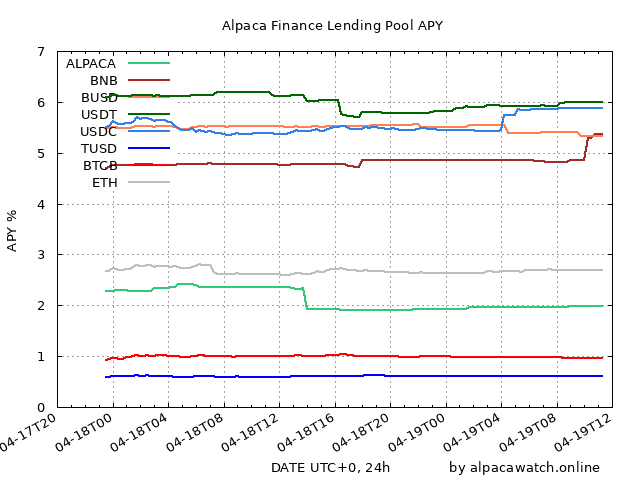 Alpaca Finance Lending Pool APY
7
6
5
4
3
2
1
0
APY %
ALPACA
BNB
BUSD
USDT
USDC
TUSD
BTCB
ETH
04-17T20
04-18T00
04-18T04
04-18T08
04-18T12
04-18T16
04-18T20
04-19T00
04-19T04
04-19T08
04-19T12
DATE UTC+0, 24h
by alpacawatch.online